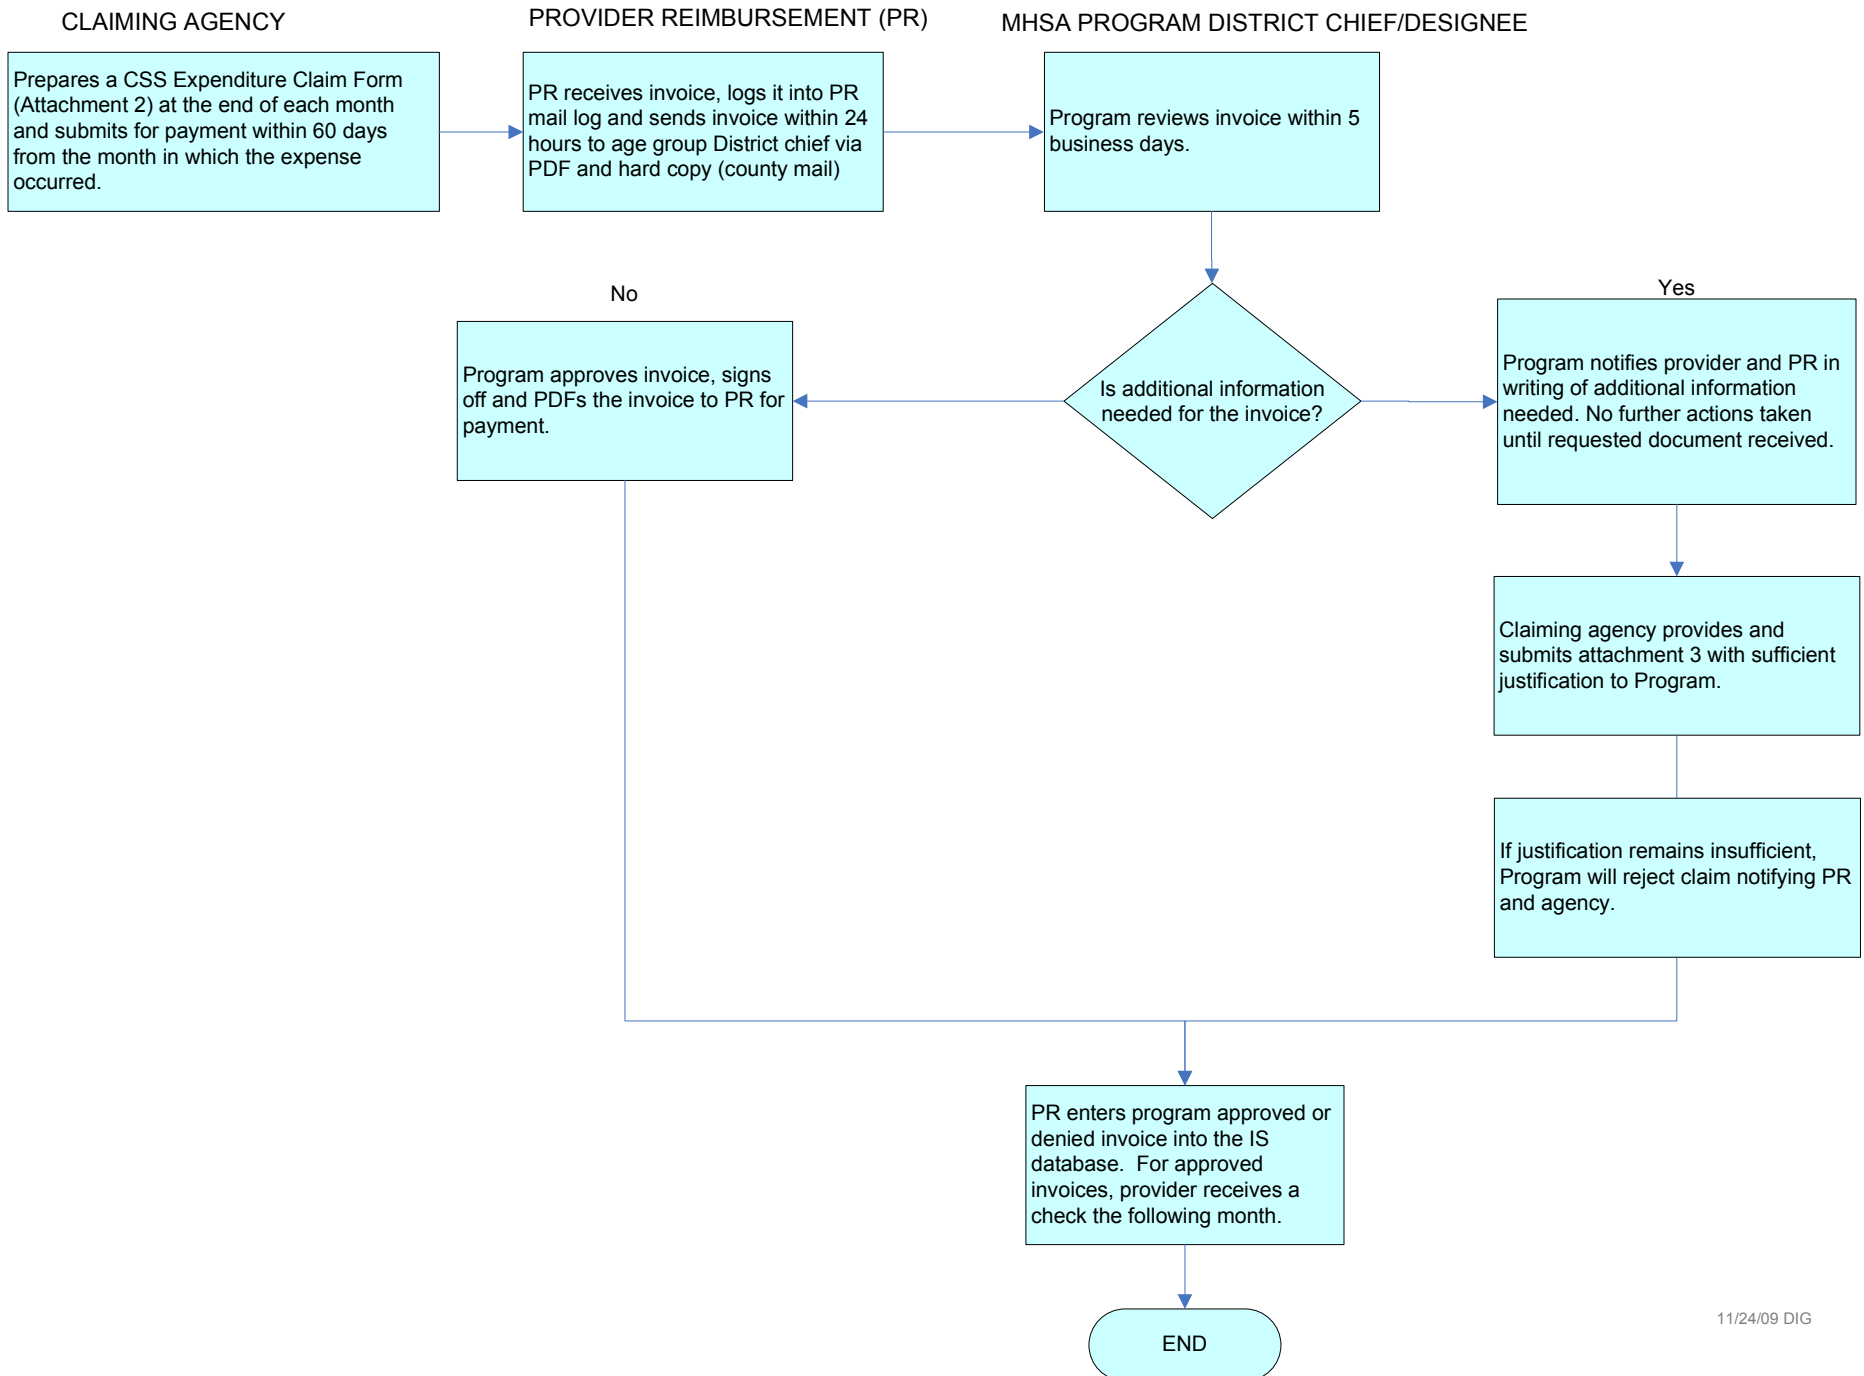 CLAIMING AGENCY
PROVIDER REIMBURSEMENT (PR)
MHSA PROGRAM DISTRICT CHIEF/DESIGNEE
Prepares a CSS Expenditure Claim Form
(Attachment 2) at the end of each month
and submits for payment within 60 days
from the month in which the expense
occurred.
PR receives invoice, logs it into PR
mail log and sends invoice within 24
hours to age group District chief via
PDF and hard copy (county mail)
Program reviews invoice within 5
business days.
No
Yes
Program approves invoice, signs
off and PDFs the invoice to PR for
payment.
Is additional information
needed for the invoice?
Program notifies provider and PR in
writing of additional information
needed. No further actions taken
until requested document received.
Claiming agency provides and
submits attachment 3 with sufficient
justification to Program.
If justification remains insufficient,
Program will reject claim notifying PR
and agency.
PR enters program approved or
denied invoice into the IS
database.  For approved
invoices, provider receives a
check the following month.
END
11/24/09 DIG